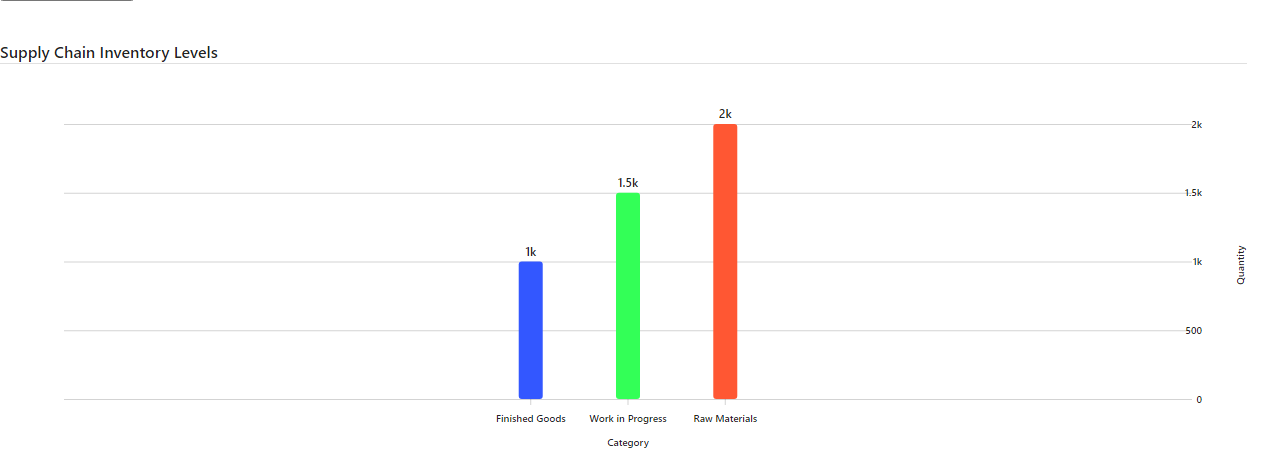 Supply Chain Inventory Levels
2k
1.5k
1k
2k
1.5k
1k
500
0
Quantity
Finished Goods
Work in Progress
Raw Materials
Category